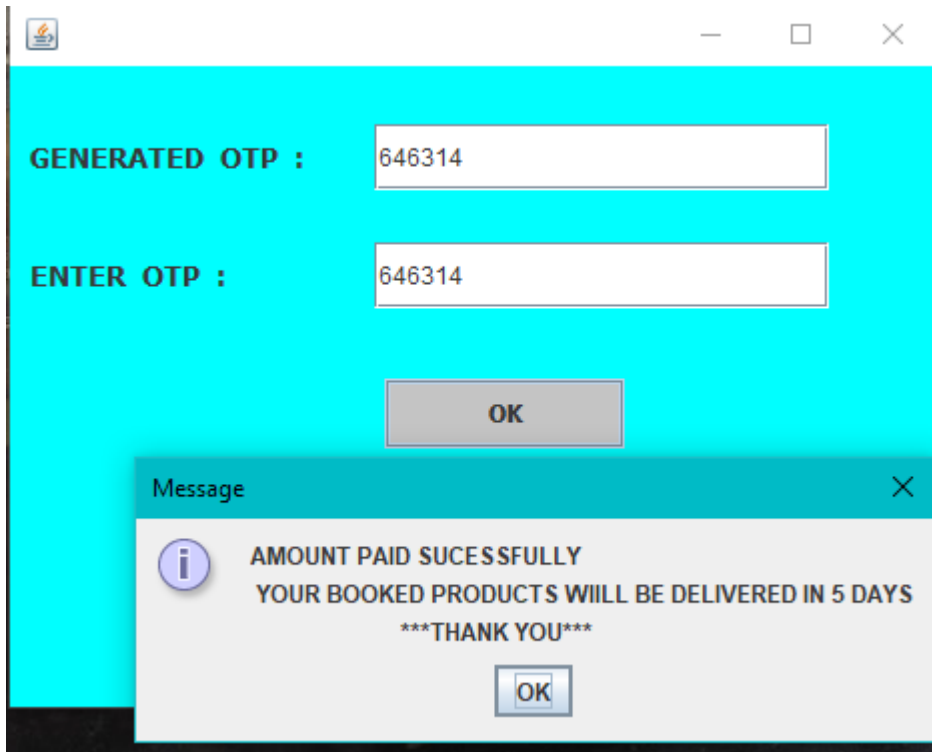 GENERATED OTP :
646314
ENTER OTP :
646314
OK
Message
AMOUNT PAID SUCESSFULLY
YOUR BOOKED PRODUCTS WIILL BE DELIVERED IN 5 DAYS
***THANK YOU***
OK